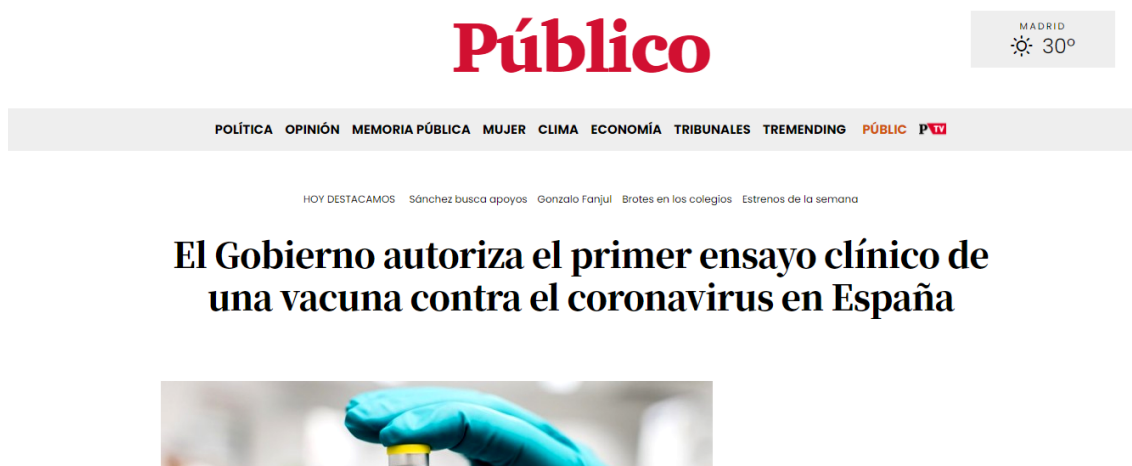 Público
MADRID
30°
POLÍTICA OPINIÓN MEMORIA PÚBLICA MUJER CLIMA ECONOMÍA TRIBUNALES TREMENDING PÚBLIC P TV
HOY DESTACAMOS Sánchez busca apoyos Gonzalo Fanjul Brotes en los colegios Estrenos de la semana
El Gobierno autoriza el primer ensayo clínico de
una vacuna contra el coronavirus en España